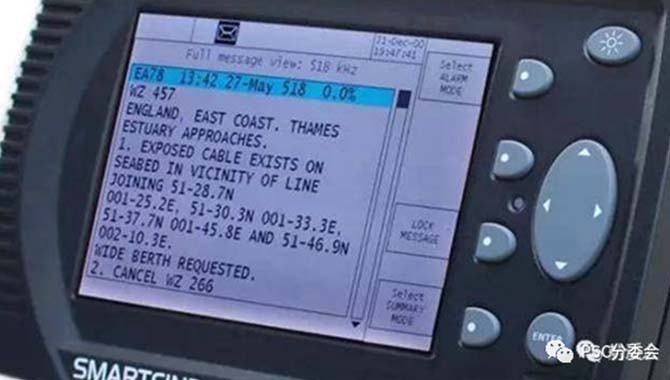 31-Dec-00
19:47:41
Full message view: 518 kHz
Select
ALARM
MODE
EA78 13:42 27-May 518 0.0%
WZ 457
ENGLAND, EAST COAST. THAMES
ESTUARY APPROACHES.
1. EXPOSED CABLE EXISTS ON
SEABED IN VICINITY OF LINE
JOINING 51-28.7N
001-25.2E, 51-30.3N 001-33.3E,
51-37.7N 001-45.8E AND 51-46.9N
002-10.3E.
WIDE BERTH REQUESTED.
2. CANCEL WZ 266
LOCK
MESSAGE
Select
SUMMARY
MODE
ENTER
PSC分委会